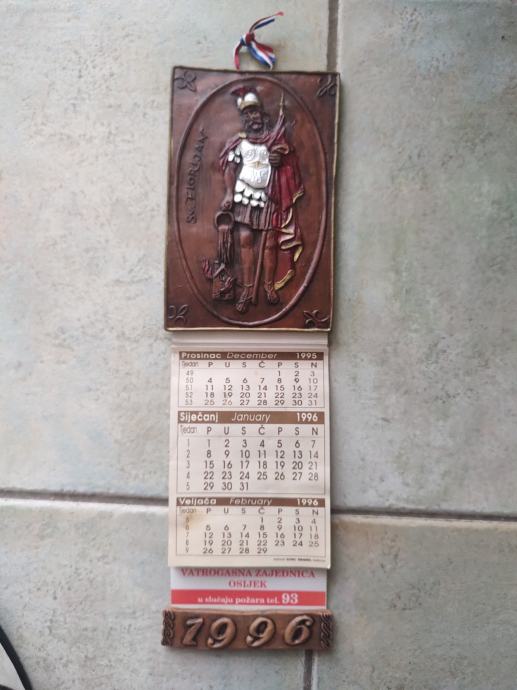 Sv. FLORIJAN
Prosinac December 1995
Tjedan P U S Č P S N
49 1 2 3
50 4 5 6 7 8 9 10
51 11 12 13 14 15 16 17
52 18 19 20 21 22 23 24
53 25 26 27 28 29 30 31
Siječanj January 1996
Tjedan P U S Č P S N
1 1 2 3 4 5 6 7
2 8 9 10 11 12 13 14
3 15 16 17 18 19 20 21
4 22 23 24 25 26 27 28
5 29 30 31
Veljača February 1996
Tjedan P U S Č P S N
5 1 2 3 4
6 5 6 7 8 9 10 11
7 12 13 14 15 16 17 18
8 19 20 21 22 23 24 25
9 26 27 28 29
VATROGASNA ZAJEDNICA
OSIJEK
u slučaju požara tel. 93
1996